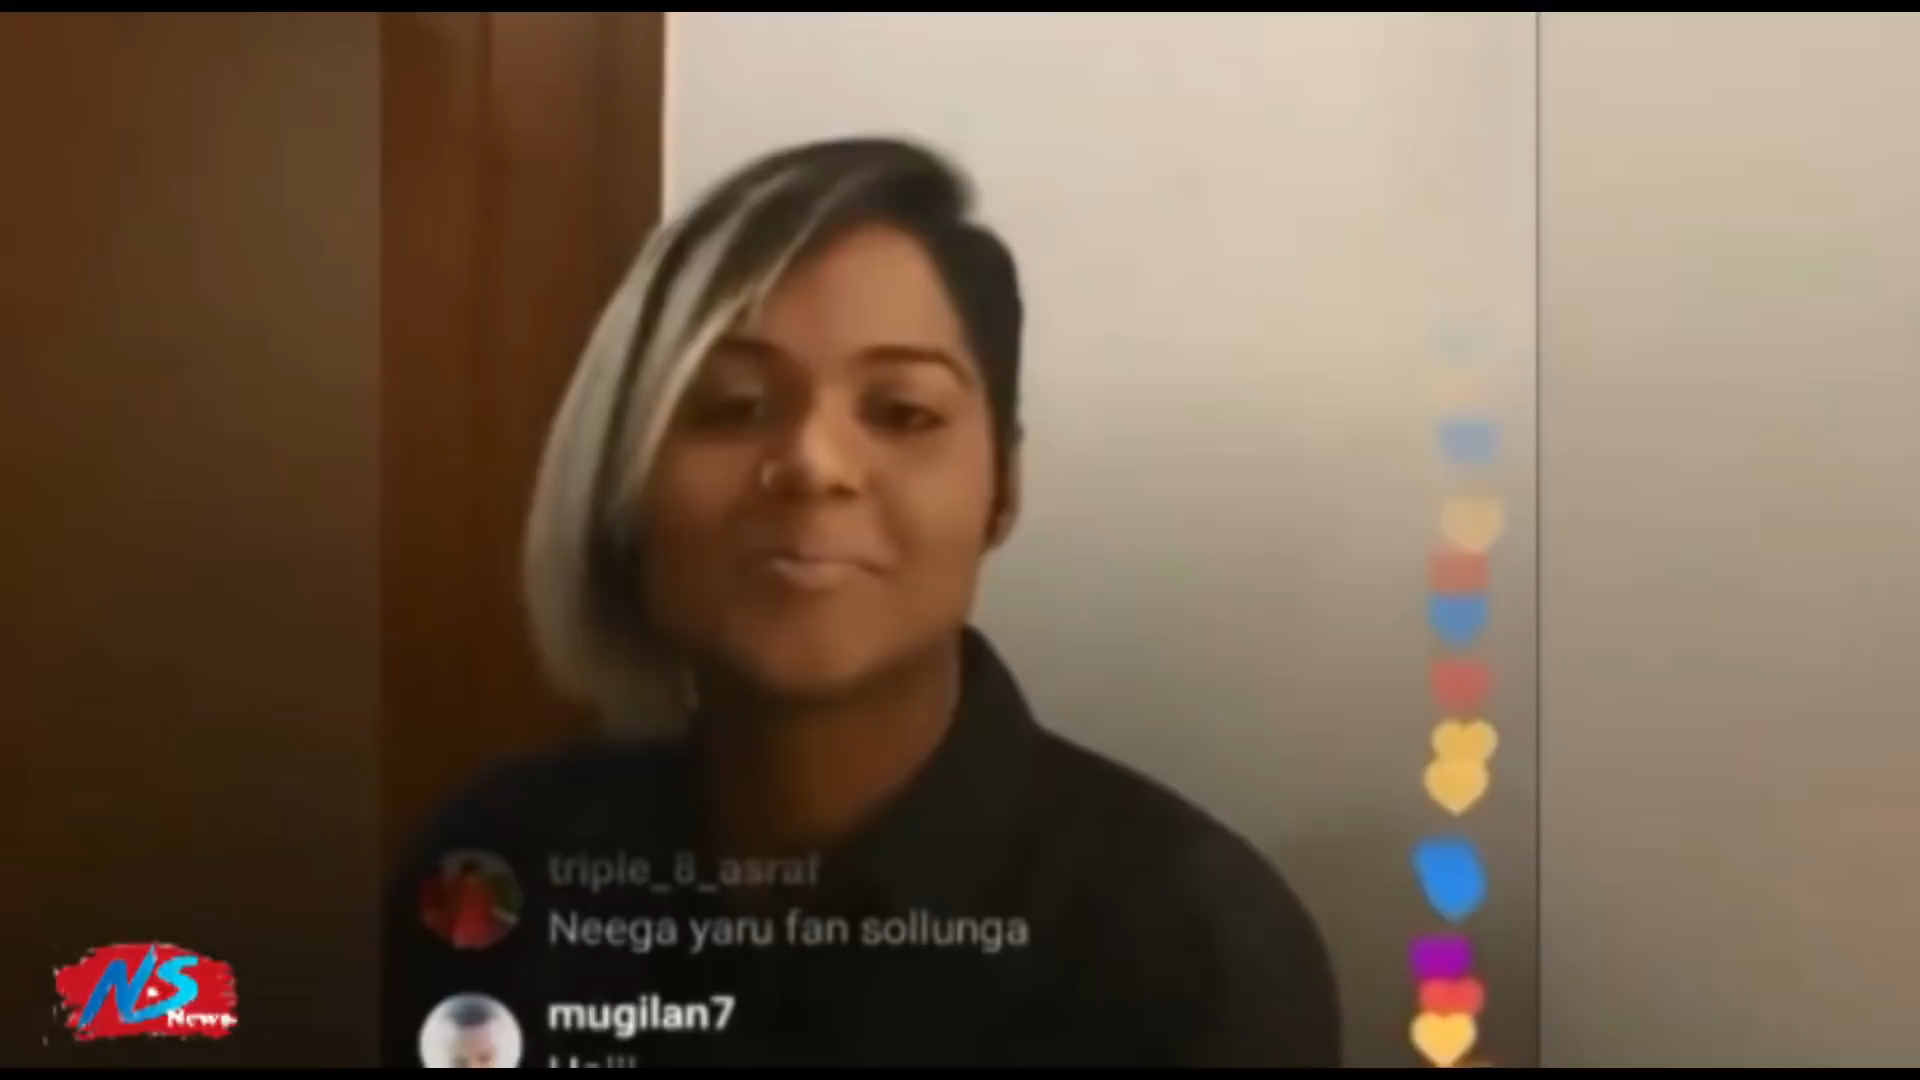 triple_8_asraf
Neega yaru fan sollunga
mugilan7
NS
News